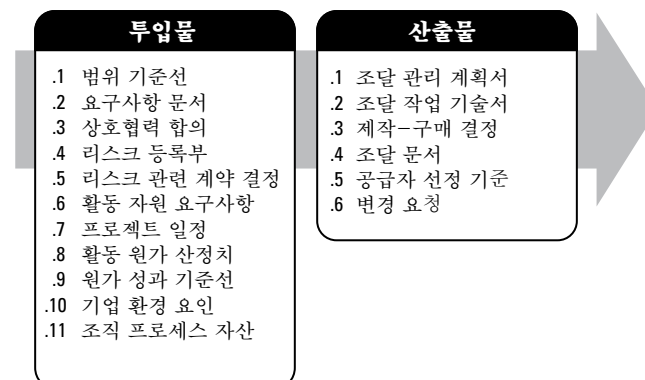 투입물
.1 범위 기준선
.2 요구사항 문서
.3 상호협력 합의
.4 리스크 등록부
.5 리스크 관련 계약 결정
.6 활동 자원 요구사항
.7 프로젝트 일정
.8 활동 원가 산정치
.9 원가 성과 기준선
.10 기업 환경 요인
.11 조직 프로세스 자산
산출물
.1 조달 관리 계획서
.2 조달 작업 기술서
.3 제작-구매 결정
.4 조달 문서
.5 공급자 선정 기준
.6 변경 요청